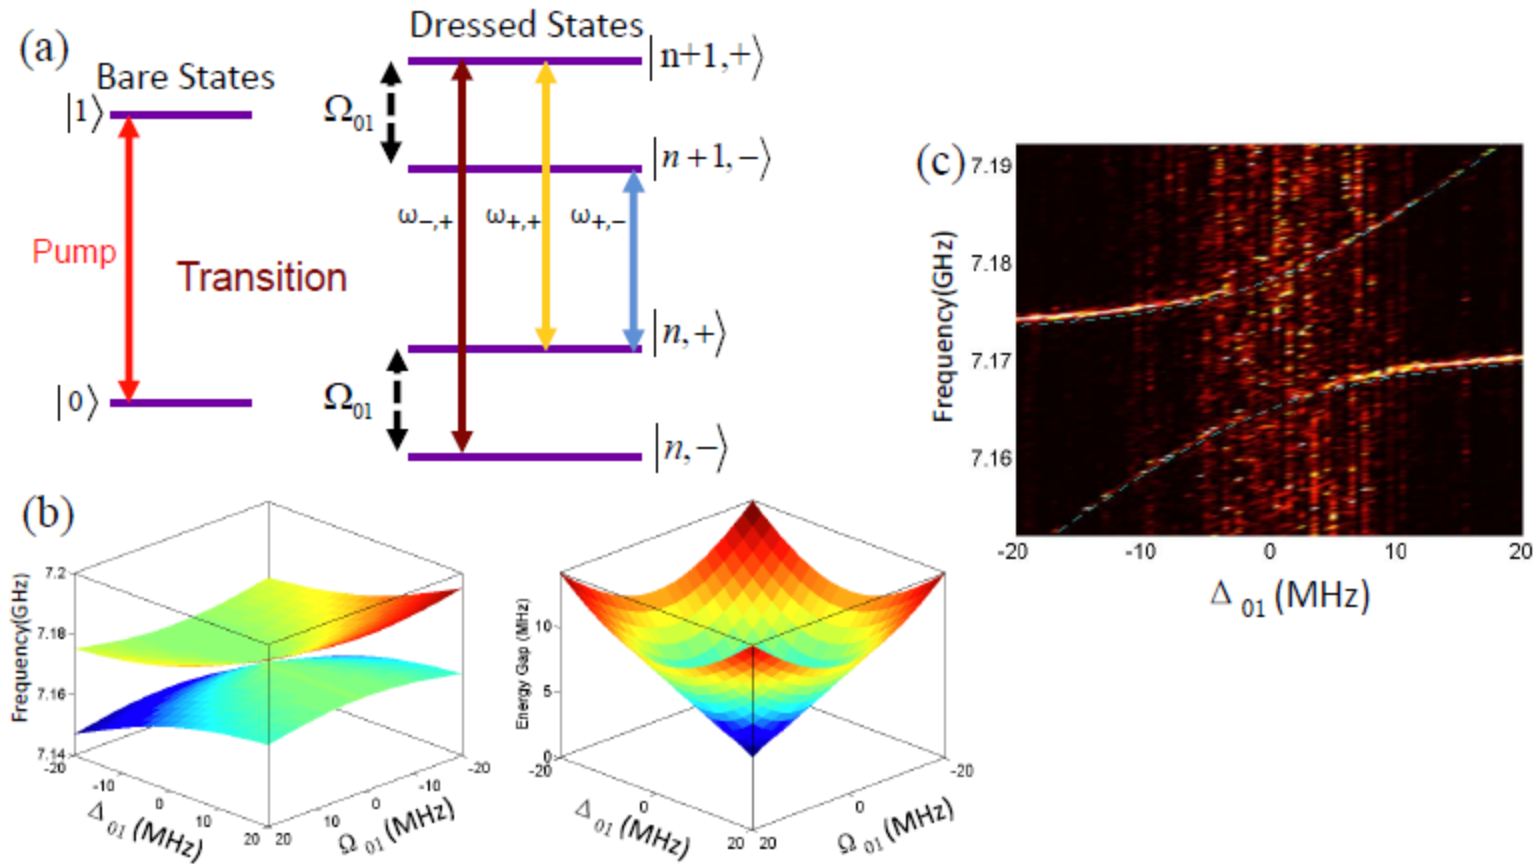 (a)
Bare States
|1⟩
Pump
Transition
|0⟩
Dressed States
|n+1,+⟩
Ω01
|n+1,−⟩
ω−,+
ω+,+
ω+,−
|n,+⟩
Ω01
|n,−⟩
(b)
Frequency(GHz)
7.2
7.18
7.16
7.14
-20
-10
0
10
20
Δ01 (MHz)
20
10
0
-10
-20
Ω01 (MHz)
Energy Gap (MHz)
10
5
0
-20
0
20
Δ01 (MHz)
20
0
-20
Ω01 (MHz)
(c)
Frequency(GHz)
7.19
7.18
7.17
7.16
-20
-10
0
10
20
Δ01 (MHz)